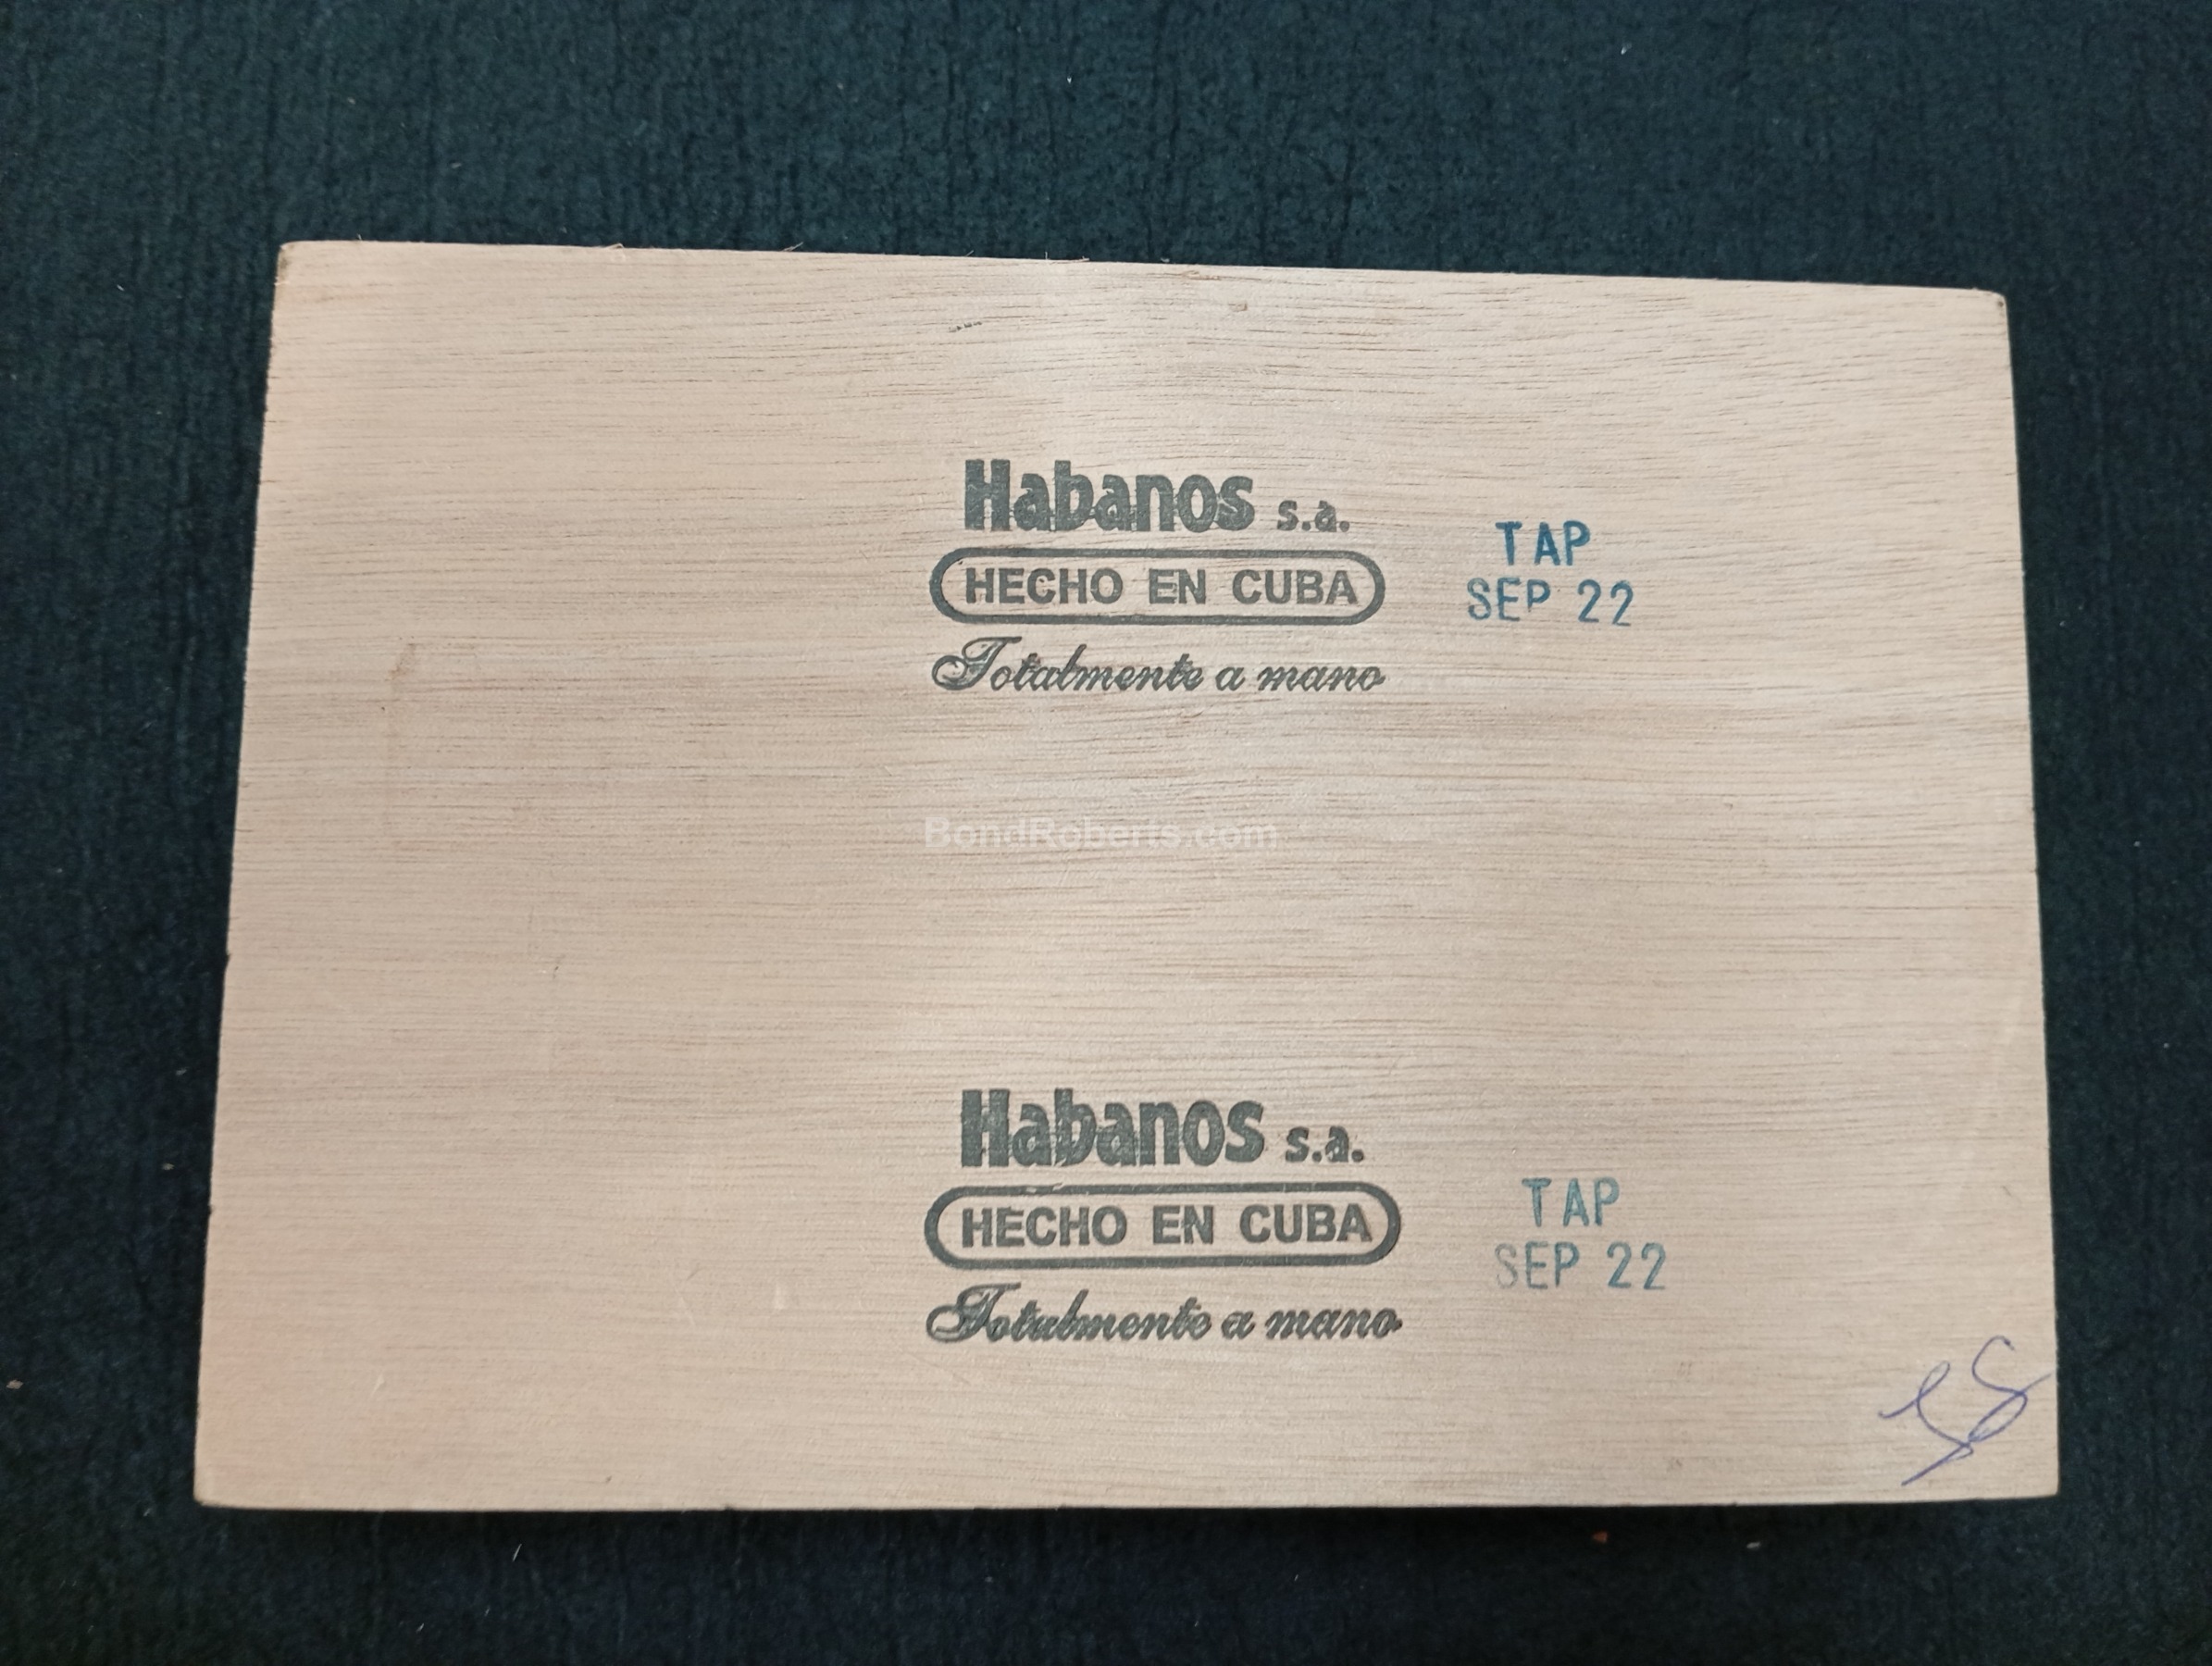 Habanos s.a.
HECHO EN CUBA
Totalmente a mano
TAP
SEP 22
BondRoberts.com
Habanos s.a.
HECHO EN CUBA
Totalmente a mano
TAP
SEP 22